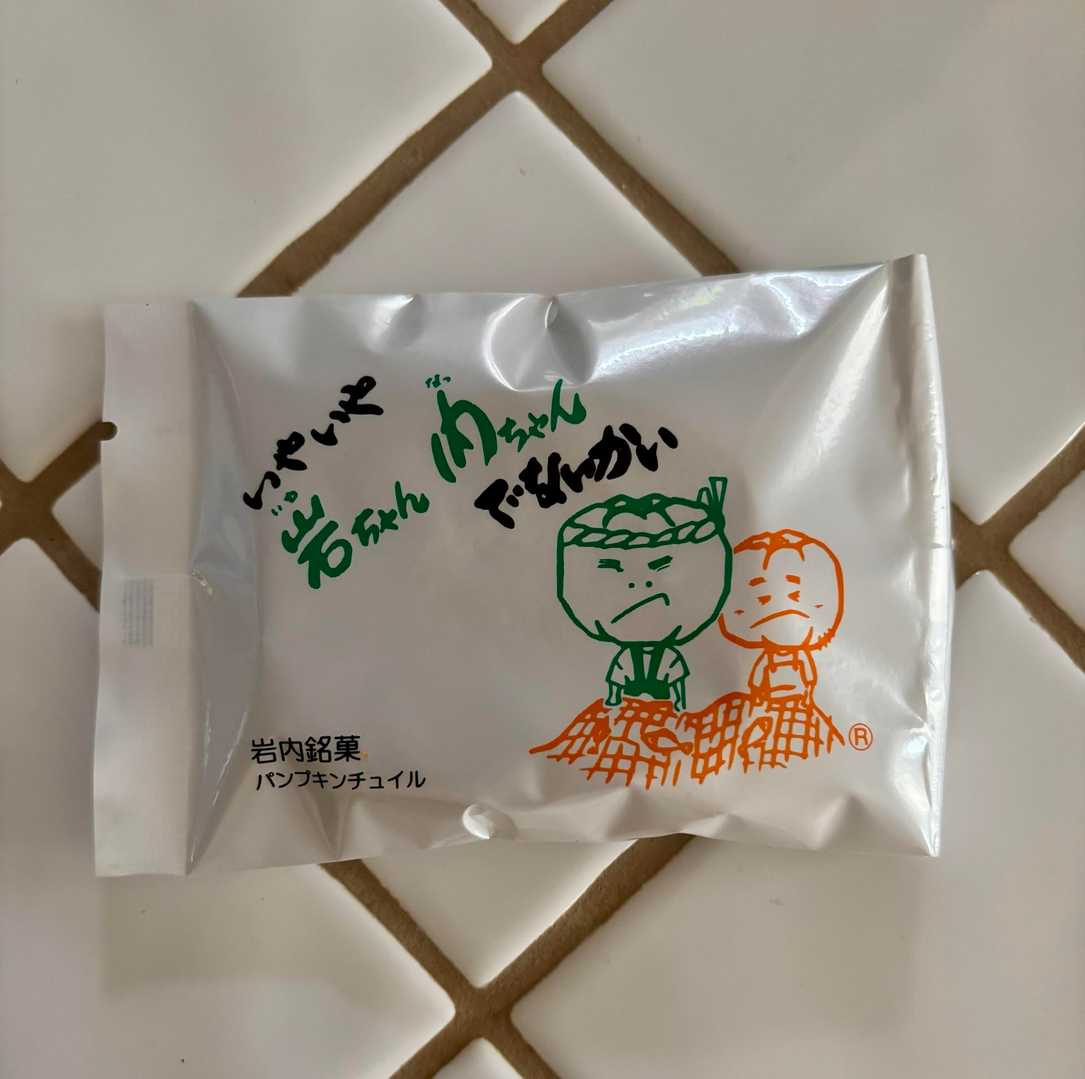 いやいや
岩ちゃん
内ちゃん
でないかい
岩内銘菓
パンプキンチュイル
®